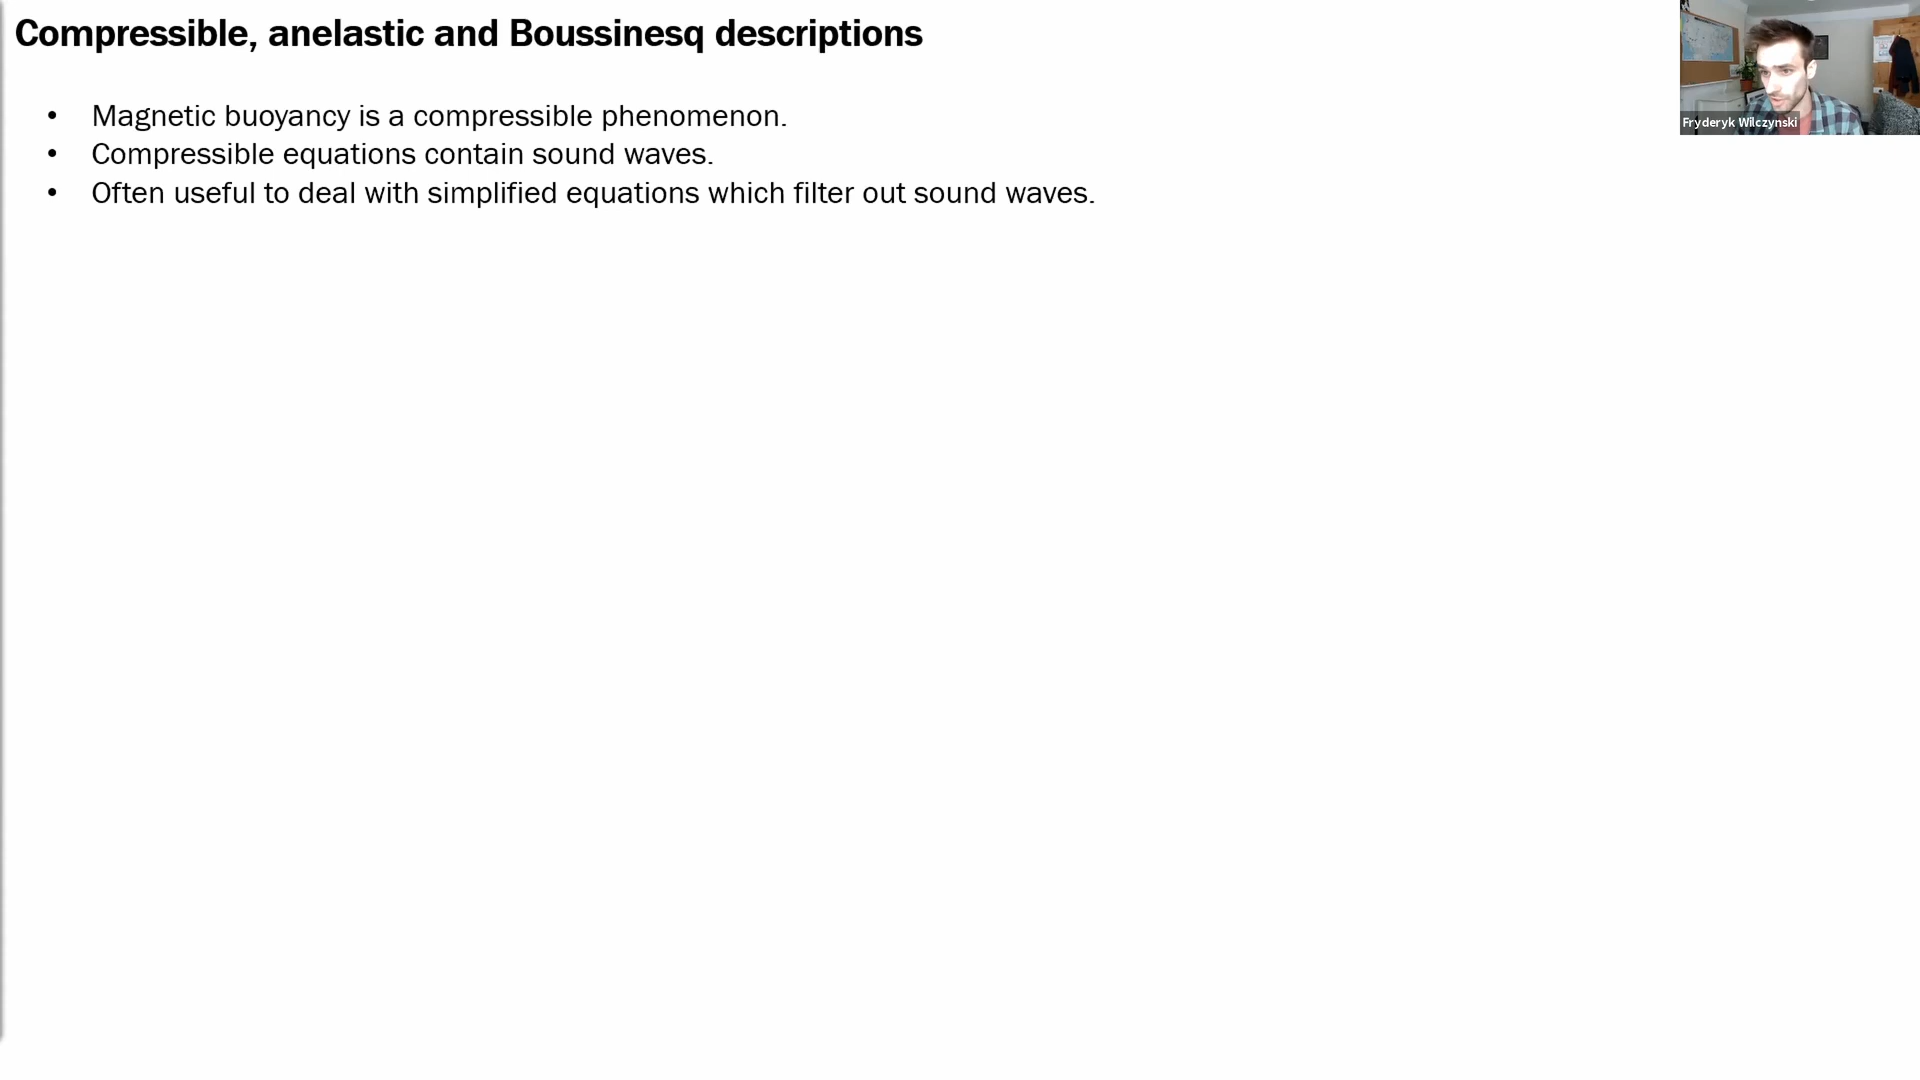 Compressible, anelastic and Boussinesq descriptions
• Magnetic buoyancy is a compressible phenomenon.
• Compressible equations contain sound waves.
• Often useful to deal with simplified equations which filter out sound waves.
Fryderyk Wilczynski